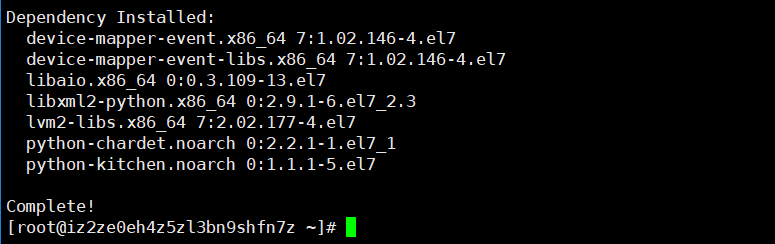 Dependency Installed:
device-mapper-event.x86_64 7:1.02.146-4.el7
device-mapper-event-libs.x86_64 7:1.02.146-4.el7
libaio.x86_64 0:0.3.109-13.el7
libxml2-python.x86_64 0:2.9.1-6.el7_2.3
lvm2-libs.x86_64 7:2.02.177-4.el7
python-chardet.noarch 0:2.2.1-1.el7_1
python-kitchen.noarch 0:1.1.1-5.el7
Complete!
[root@iz2ze0eh4z5zl3bn9shfn7z ~]#